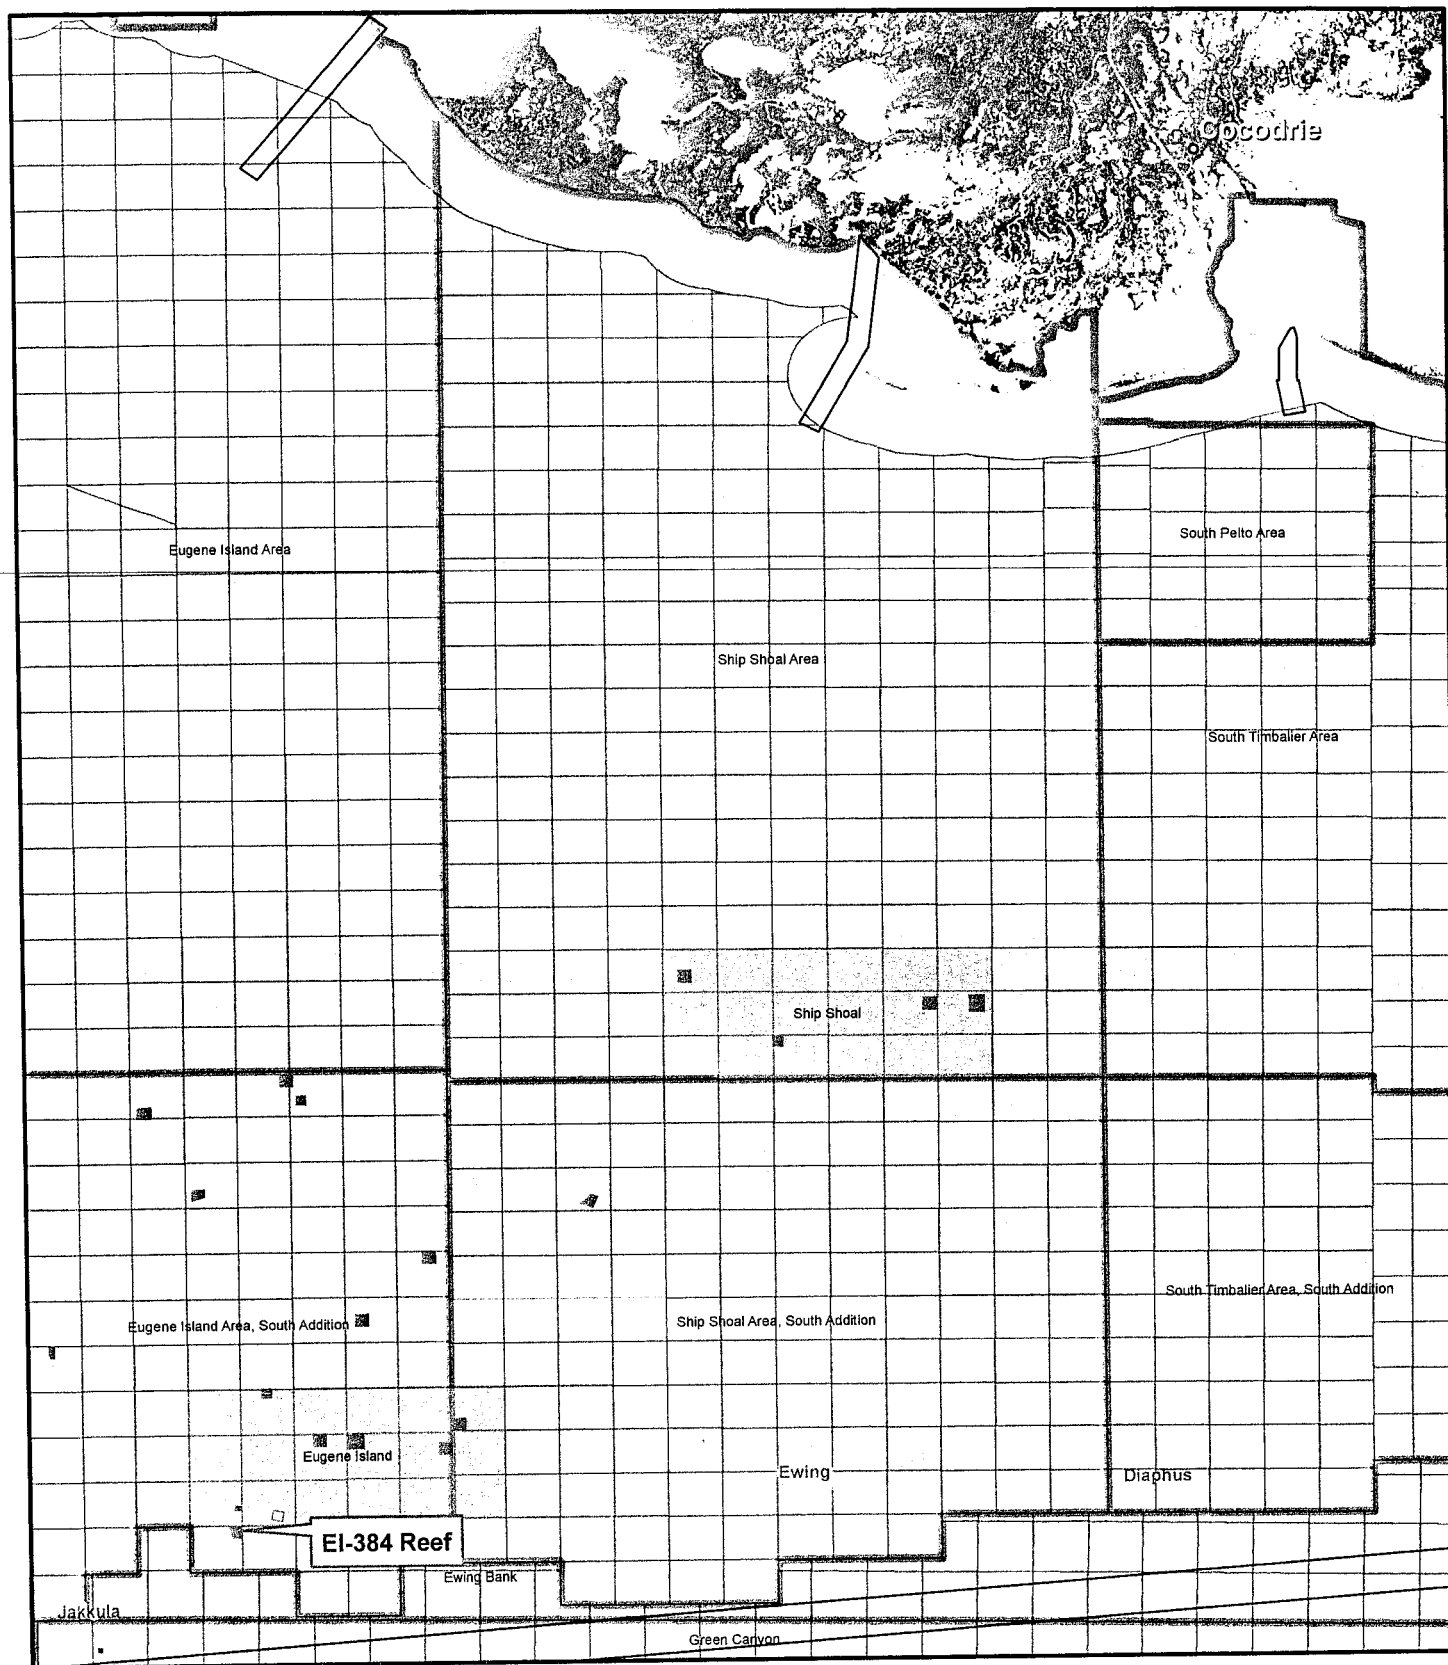 Cocodrie
South Pelto Area
Eugene Island Area
Ship Shoal Area
South Timbalier Area
Ship Shoal
South Timbalier Area, South Addition
Eugene Island Area, South Addition
Ship Shoal Area, South Addition
Eugene Island
Ewing
Diaphus
EI-384 Reef
Ewing Bank
Jakkula
Green Canyon